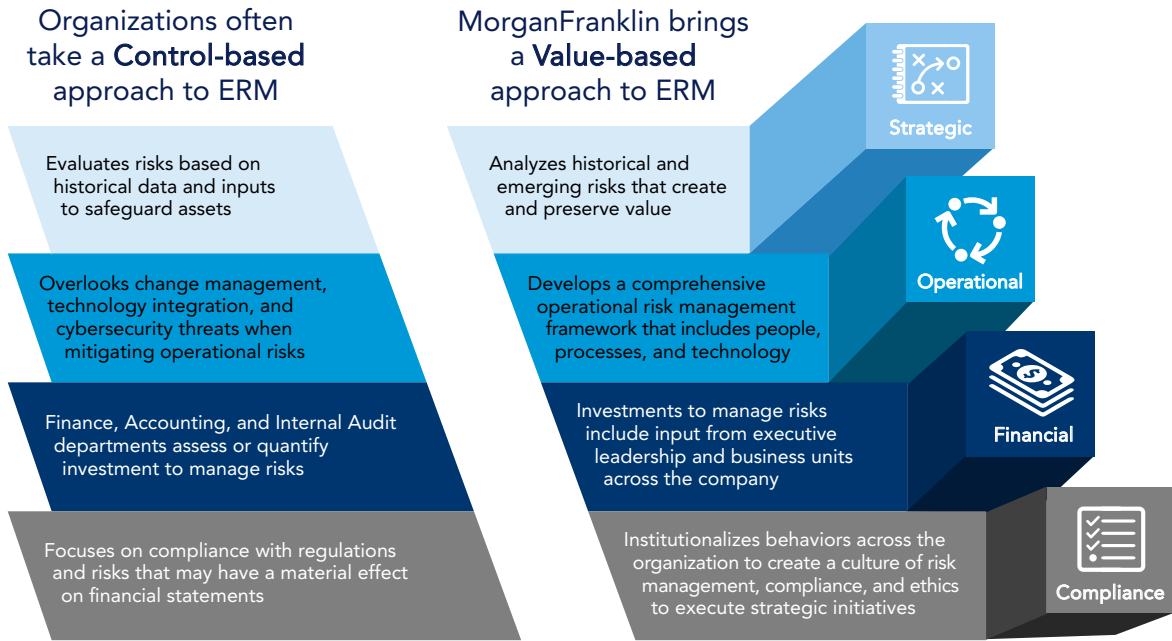 Organizations often
take a Control-based
approach to ERM
MorganFranklin brings
a Value-based
approach to ERM
Evaluates risks based on
historical data and inputs
to safeguard assets
Analyzes historical and
emerging risks that create
and preserve value
Strategic
Overlooks change management,
technology integration, and
cybersecurity threats when
mitigating operational risks
Develops a comprehensive
operational risk management
framework that includes people,
processes, and technology
Operational
Finance, Accounting, and Internal Audit
departments assess or quantify
investment to manage risks
Investments to manage risks
include input from executive
leadership and business units
across the company
Financial
Focuses on compliance with regulations
and risks that may have a material effect
on financial statements
Institutionalizes behaviors across the
organization to create a culture of risk
management, compliance, and ethics
to execute strategic initiatives
Compliance